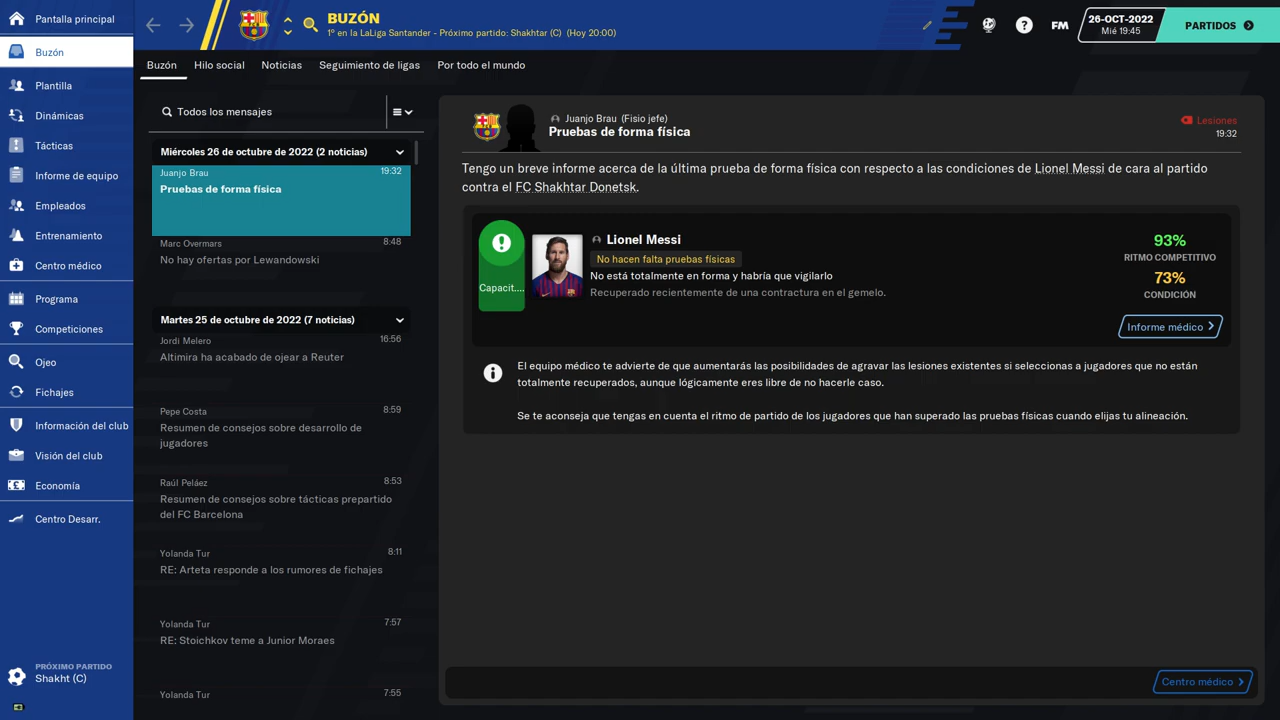 Pantalla principal
Buzón
Plantilla
Dinámicas
Tácticas
Informe de equipo
Empleados
Entrenamiento
Centro médico
Programa
Competiciones
Ojeo
Fichajes
Información del club
Visión del club
Economía
Centro Desarr.
PRÓXIMO PARTIDO
Shakht (C)
BUZÓN
1º en la LaLiga Santander - Próximo partido: Shakhtar (C) (Hoy 20:00)
FM
26-OCT-2022
Mié 19:45
PARTIDOS
Buzón
Hilo social
Noticias
Seguimiento de ligas
Por todo el mundo
Todos los mensajes
Miércoles 26 de octubre de 2022 (2 noticias)
Juanjo Brau 19:32
Pruebas de forma física
Marc Overmars 8:48
No hay ofertas por Lewandowski
Martes 25 de octubre de 2022 (7 noticias)
Jordi Melero 16:56
Altimira ha acabado de ojear a Reuter
Pepe Costa 8:59
Resumen de consejos sobre desarrollo de
jugadores
Raúl Peláez 8:53
Resumen de consejos sobre tácticas prepartido
del FC Barcelona
Yolanda Tur 8:11
RE: Arteta responde a los rumores de fichajes
Yolanda Tur 7:57
RE: Stoichkov teme a Junior Moraes
Yolanda Tur 7:55
Juanjo Brau (Fisio jefe)
Pruebas de forma física
Lesiones
19:32
Tengo un breve informe acerca de la última prueba de forma física con respecto a las condiciones de Lionel Messi de cara al partido
contra el FC Shakhtar Donetsk.
Capacit....
Lionel Messi
No hacen falta pruebas físicas
No está totalmente en forma y habría que vigilarlo
Recuperado recientemente de una contractura en el gemelo.
93%
RITMO COMPETITIVO
73%
CONDICIÓN
Informe médico
El equipo médico te advierte de que aumentarás las posibilidades de agravar las lesiones existentes si seleccionas a jugadores que no están
totalmente recuperados, aunque lógicamente eres libre de no hacerle caso.
Se te aconseja que tengas en cuenta el ritmo de partido de los jugadores que han superado las pruebas físicas cuando elijas tu alineación.
Centro médico